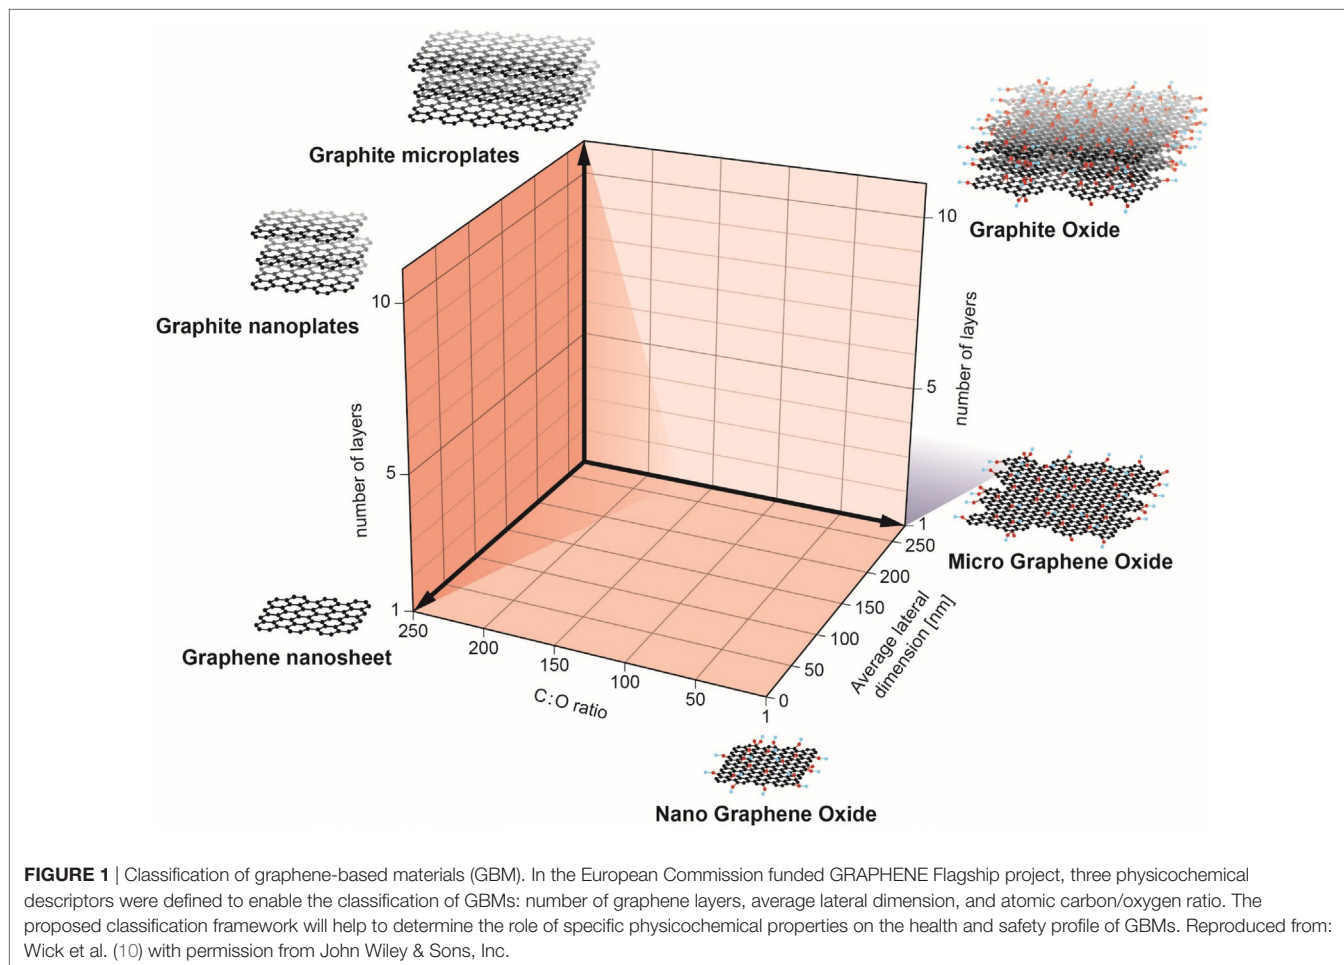 Graphite microplates
Graphite Oxide
Graphite nanoplates
10
5
1
number of layers
10
5
1
number of layers
Graphene nanosheet
250
200
150
100
50
1
C:O ratio
0
50
100
150
200
250
Average lateral
dimension [nm]
Micro Graphene Oxide
Nano Graphene Oxide
FIGURE 1 | Classification of graphene-based materials (GBM). In the European Commission funded GRAPHENE Flagship project, three physicochemical
descriptors were defined to enable the classification of GBMs: number of graphene layers, average lateral dimension, and atomic carbon/oxygen ratio. The
proposed classification framework will help to determine the role of specific physicochemical properties on the health and safety profile of GBMs. Reproduced from:
Wick et al. (10) with permission from John Wiley & Sons, Inc.